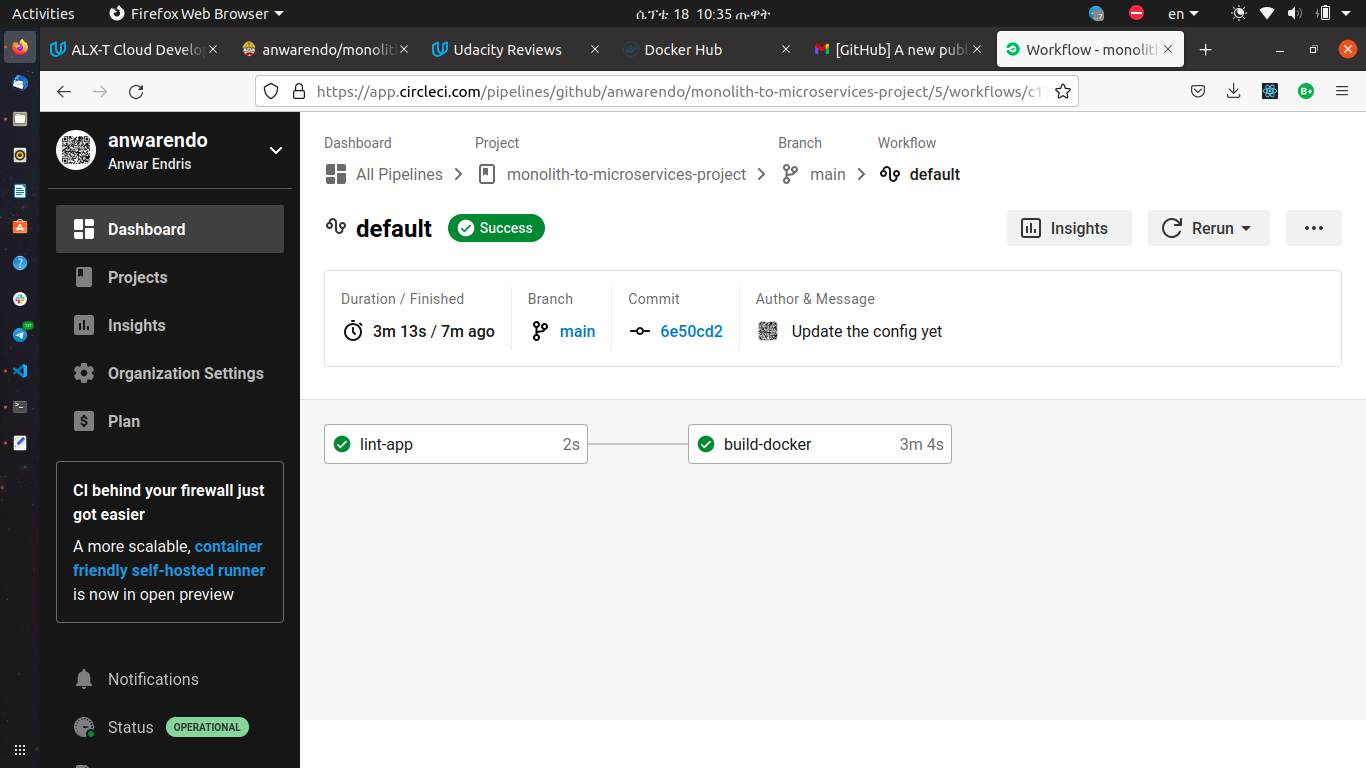 Activities
Firefox Web Browser
ሴፕቴ 18 10:35 ጡዋት
en
ALX-T Cloud Develo
anwarendo/monolit
Udacity Reviews
Docker Hub
[GitHub] A new publ
Workflow - monolith
https://app.circleci.com/pipelines/github/anwarendo/monolith-to-microservices-project/5/workflows/c17
B+
anwarendo
Anwar Endris
Dashboard
Projects
Insights
Organization Settings
Plan
CI behind your firewall just
got easier
A more scalable, container
friendly self-hosted runner
is now in open preview
Notifications
Status OPERATIONAL
Dashboard Project Branch Workflow
All Pipelines monolith-to-microservices-project main default
default Success
Insights Rerun
Duration / Finished Branch Commit Author & Message
3m 13s / 7m ago main 6e50cd2 Update the config yet
lint-app 2s build-docker 3m 4s